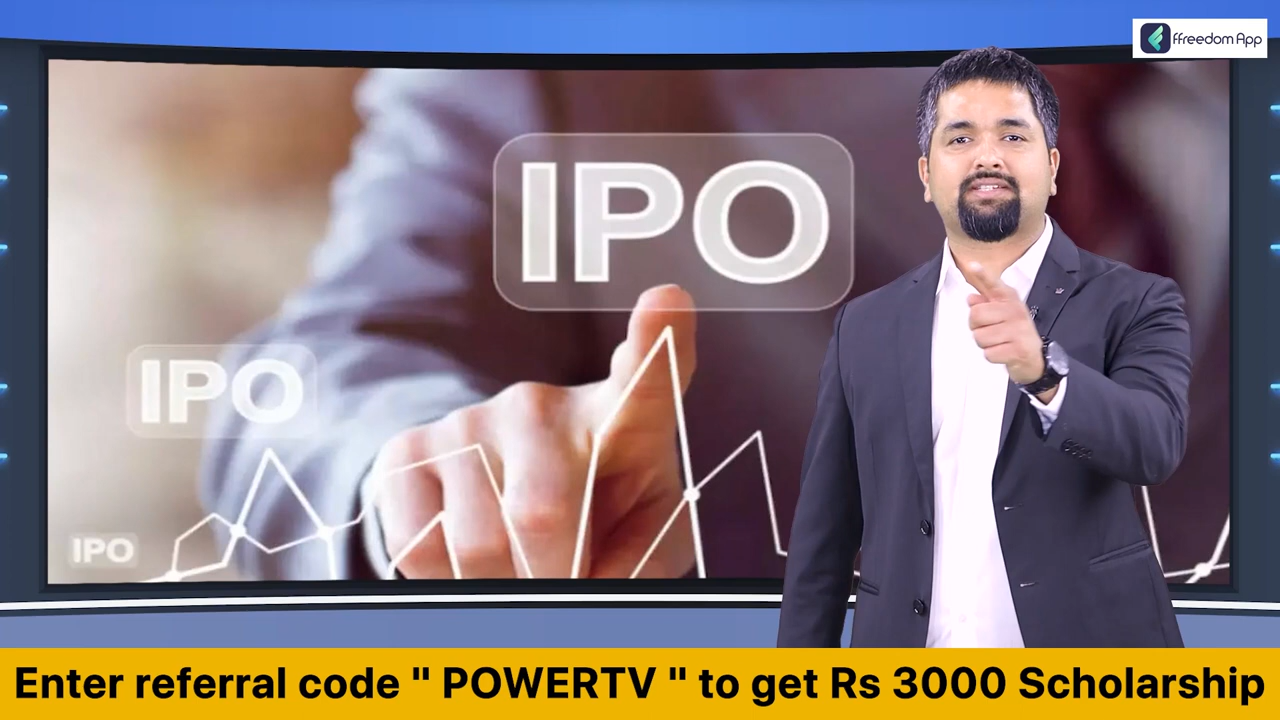 ffreedom App
IPO
IPO
IPO
Enter referral code " POWERTV " to get Rs 3000 Scholarship